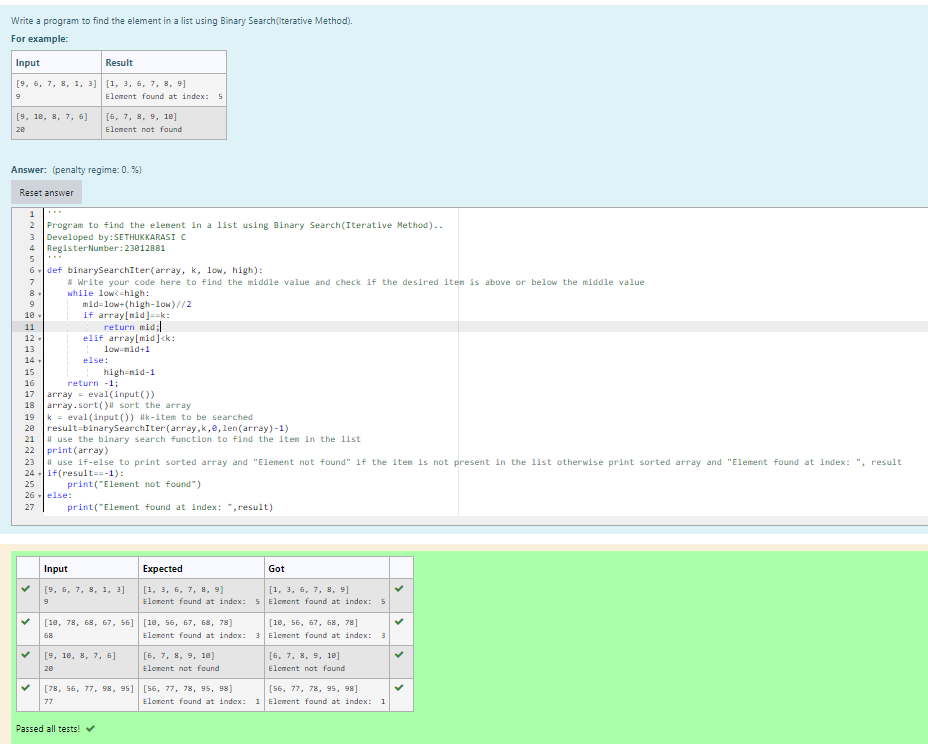 Write a program to find the element in a list using Binary Search(Iterative Method).
For example:
Input Result
[9, 6, 7, 8, 1, 3] [1, 3, 6, 7, 8, 9]
9 Element found at index:  5
[9, 10, 8, 7, 6] [6, 7, 8, 9, 10]
20 Element not found
Answer: (penalty regime: 0. %)
Reset answer
1 '''
2 Program to find the element in a list using Binary Search(Iterative Method)..
3 Developed by:SETHUKKARASI C
4 RegisterNumber:23012881
5 '''
6 def binarySearchIter(array, k, low, high):
7     # Write your code here to find the middle value and check if the desired item is above or below the middle value
8     while low<=high:
9        mid=low+(high-low)//2
10        if array[mid]==k:
11            return mid;
12        elif array[mid]<k:
13            low=mid+1
14        else:
15            high=mid-1
16     return -1;
17 array = eval(input())
18 array.sort()# sort the array
19 k = eval(input()) #k-item to be searched
20 result=binarySearchIter(array,k,0,len(array)-1)
21 # use the binary search function to find the item in the list
22 print(array)
23 # use if-else to print sorted array and "Element not found" if the item is not present in the list otherwise print sorted array and "Element found at index: ", result
24 if(result==-1):
25     print("Element not found")
26 else:
27     print("Element found at index: ",result)
Input Expected Got
[9, 6, 7, 8, 1, 3] [1, 3, 6, 7, 8, 9] [1, 3, 6, 7, 8, 9]
9 Element found at index:  5 Element found at index:  5
[10, 78, 68, 67, 56] [10, 56, 67, 68, 78] [10, 56, 67, 68, 78]
68 Element found at index:  3 Element found at index:  3
[9, 10, 8, 7, 6] [6, 7, 8, 9, 10] [6, 7, 8, 9, 10]
20 Element not found Element not found
[78, 56, 77, 98, 95] [56, 77, 78, 95, 98] [56, 77, 78, 95, 98]
77 Element found at index:  1 Element found at index:  1
Passed all tests!